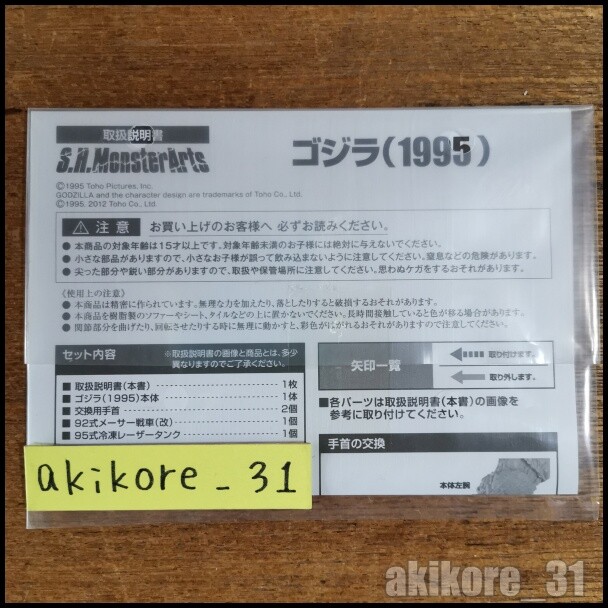 取扱説明書
S.H.MonsterArts
ゴジラ(1995)
©1995 Toho Pictures, Inc.
GODZILLA and the character design are trademarks of Toho Co., Ltd.
©1995, 2012 Toho Co., Ltd.
⚠ 注意 お買い上げのお客様へ 必ずお読みください。
●本商品の対象年齢は15才以上です。対象年齢未満のお子様には絶対に与えないでください。
●小さな部品がありますので、小さなお子様が誤って飲み込まないように注意してください。窒息などの危険があります。
●尖った部分や鋭い部分がありますので、取扱や保管場所に注意してください。思わぬケガをするおそれがあります。
《使用上の注意》
●本商品は精密に作られています。無理な力を加えたり、落としたりすると破損するおそれがあります。
●本商品を樹脂製のソファーやシート、タイルなどの上に置かないでください。長時間接触していると色が移る場合があります。
●関節部分を曲げたり、回転させたりする時に無理に動かすと、彩色がはがれるおそれがありますので注意してください。
セット内容
※取扱説明書の画像と商品とは、多少
異なりますのでご了承ください。
■取扱説明書(本書) 1枚
■ゴジラ(1995)本体 1体
■交換用手首 2個
■92式メーサー戦車(改) 1個
■95式冷凍レーザータンク 1個
矢印一覧
取り付けます。
取り外します。
■各パーツは取扱説明書(本書)の画像を
参考に取り付けてください。
手首の交換
本体左腕
akikore_31
akikore_31